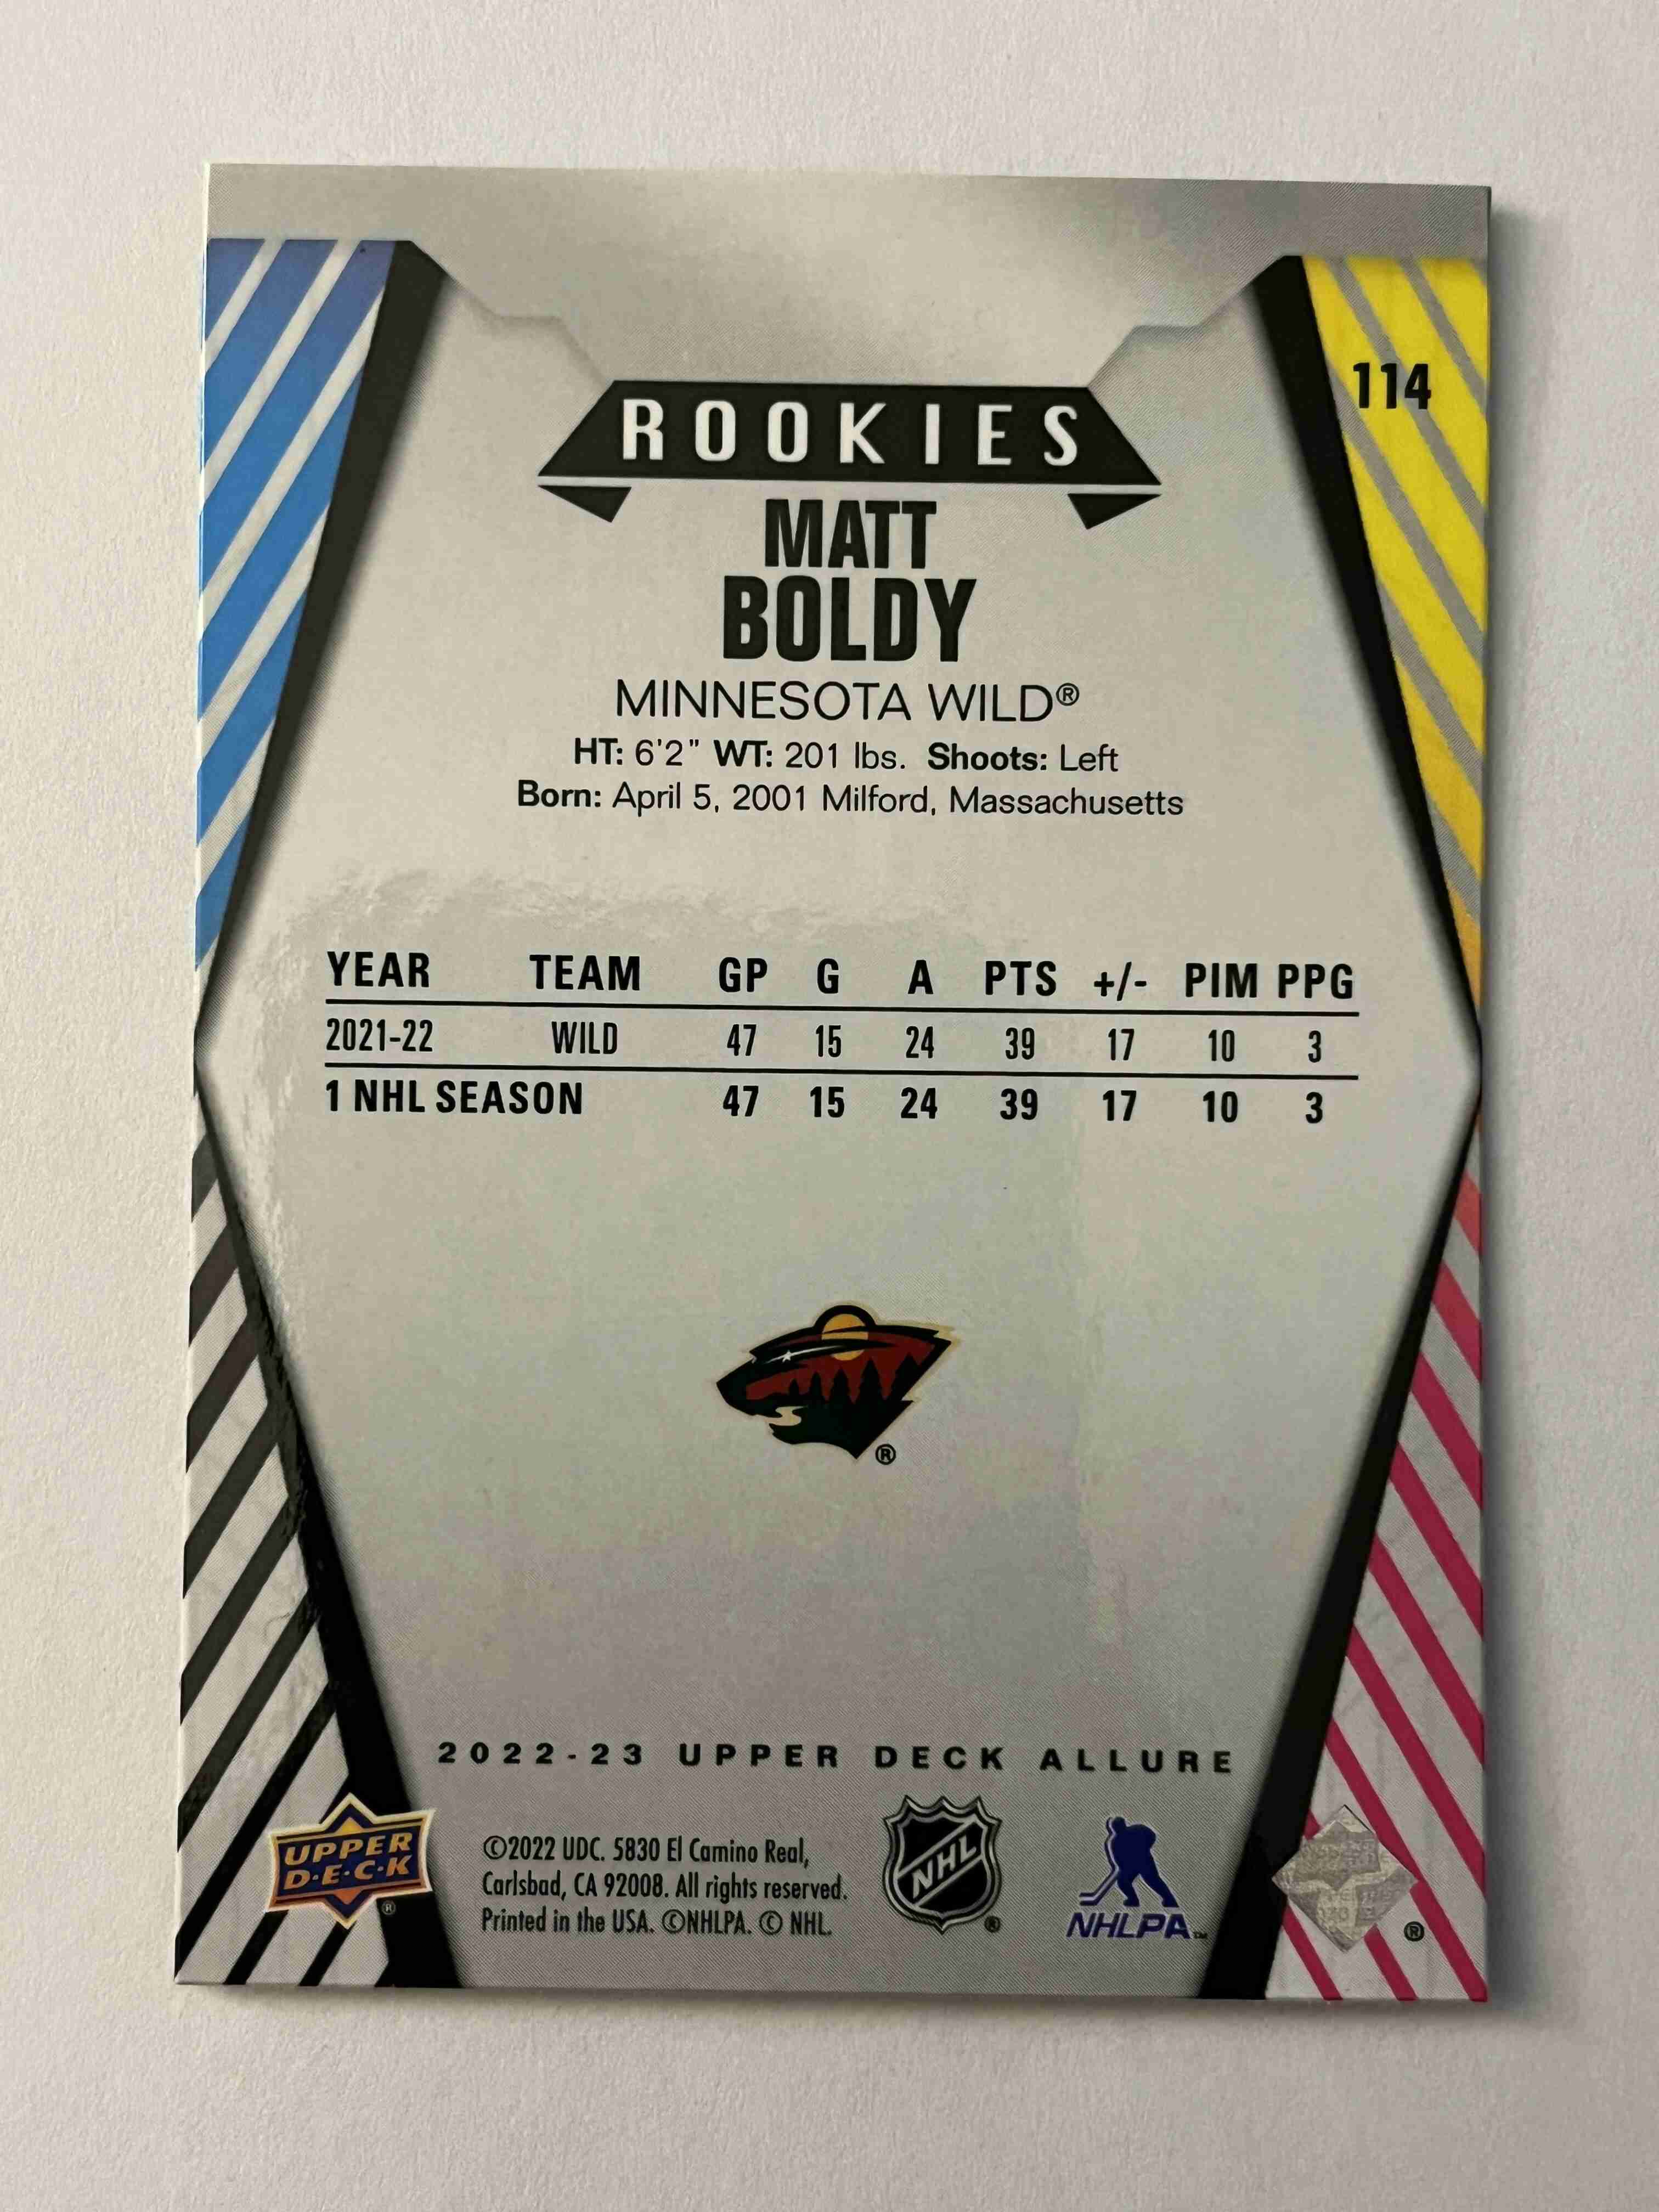 114
ROOKIES
MATT
BOLDY
MINNESOTA WILD®
HT: 6'2" WT: 201 lbs. Shoots: Left
Born: April 5, 2001 Milford, Massachusetts
YEAR TEAM GP G A PTS +/- PIM PPG
2021-22 WILD 47 15 24 39 17 10 3
1 NHL SEASON 47 15 24 39 17 10 3
®
2022-23 UPPER DECK ALLURE
UPPER
D·E·C·K
®
©2022 UDC. 5830 El Camino Real,
Carlsbad, CA 92008. All rights reserved.
Printed in the USA. ©NHLPA. © NHL.
NHL
®
NHLPA™
®